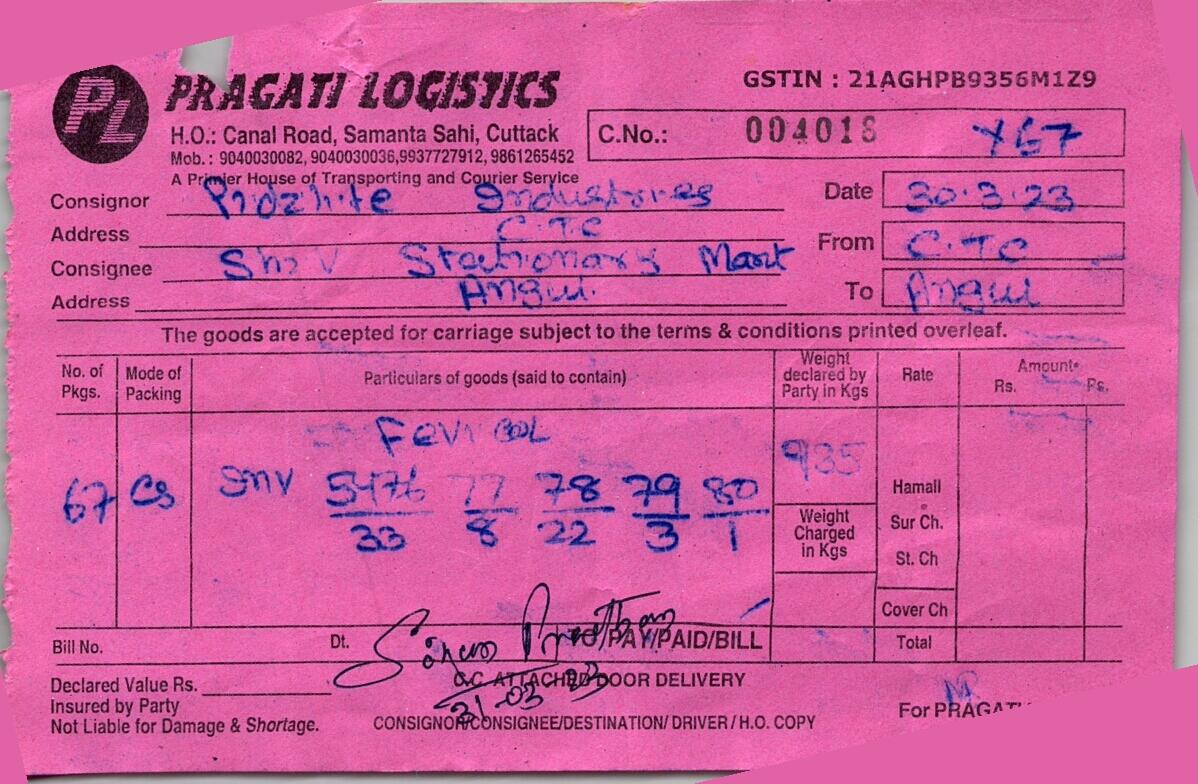 PL PRAGATI LOGISTICS
GSTIN : 21AGHPB9356M1Z9
H.O.: Canal Road, Samanta Sahi, Cuttack
C.No.: 004018 X67
Mob. : 9040030082, 9040030036,9937727912, 9861265452
A Premier House of Transporting and Courier Service
Consignor Pidzhite Industories
Date 30.3.23
Address C.T.C
From C.T.C
Consignee Shiv Stationary Mart
Address Angul.
To Angul
The goods are accepted for carriage subject to the terms & conditions printed overleaf.
No. of Pkgs. Mode of Packing Particulars of goods (said to contain) Weight declared by Party in Kgs Rate Amount Rs. Ps.
Fevicol
935
67 Cs Inv 5476 77 78 79 80
33 8 22 3 1
Hamali
Weight Charged in Kgs
Sur Ch.
St. Ch
Cover Ch
Bill No. Dt. TO PAY/PAID/BILL Total
Declared Value Rs.
C.C ATTACHED DOOR DELIVERY
31-03-23
Insured by Party
For PRAGATI
Not Liable for Damage & Shortage.
CONSIGNOR/CONSIGNEE/DESTINATION/ DRIVER / H.O. COPY